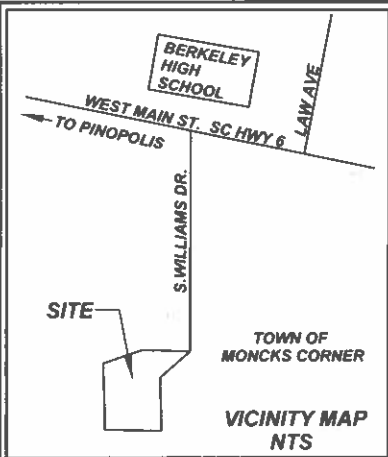 BERKELEY
HIGH
SCHOOL
LAW AVE.
WEST MAIN ST. SC HWY 6
TO PINOPOLIS
S.WILLIAMS DR.
SITE
TOWN OF
MONCKS CORNER
VICINITY MAP
NTS